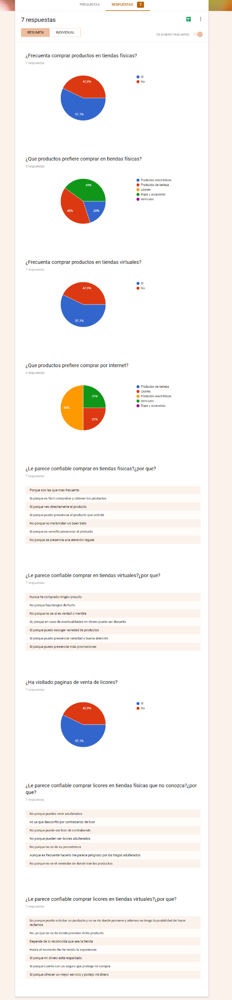 PREGUNTAS
RESPUESTAS 7
7 respuestas
RESUMEN
INDIVIDUAL
Se aceptan respuestas
¿Frecuenta comprar productos en tiendas físicas?
7 respuestas
Si
No
42,9%
57,1%
¿Que productos prefiere comprar en tiendas físicas?
5 respuestas
Productos electrónicos
Productos de belleza
Licores
Ropa y accesorios
Vehículos
40%
40%
20%
¿Frecuenta comprar productos en tiendas virtuales?
7 respuestas
Sí
No
42,9%
57,1%
¿Que productos prefiere comprar por Internet?
4 respuestas
Productos de belleza
Licores
Productos electrónicos
Vehículos
Ropa y accesorios
25%
50%
25%
¿Le parece confiable comprar en tiendas físicas?¿por que?
7 respuestas
Porque son las que mas frecuento
Si porque es fácil comprobar y obtener los productos
Si porque veo directamente el producto
Si porque puedo presenciar el producto que solicitó
No porque no me brindan un buen trato
Si porque es sencillo presenciar el producto
No porque se presencia una atención regular
¿Le parece confiable comprar en tiendas virtuales?¿por que?
7 respuestas
Nunca he comprado ningún proucto
No porque hay riesgos de hurto
No porque no se si es verdad o mentira
Si, porque en caso de eventualidades mi dinero puede ser devuelto
Si porque puedo escoger variedad de productos
Si porque puedo presenciar variedad y buena atención
Si porque puedo presenciar más promociones
¿Ha visitado paginas de venta de licores?
7 respuestas
Sí
No
42,9%
57,1%
¿Le parece confiable comprar licores en tiendas físicas que no conozca?¿por
que?
7 respuestas
No porque puedes venir adulterados
no ya que desconfió por contrabando de licor
No porque puede ser licor de contrabando
No porque pueden ser licores adulterados
No porque no.se de su procedencia
Aunque es frecuente hacerlo me parece peligroso por los tragos adulterados
No porque no se el vendedor de donde trae los productos
¿Le parece confiable comprar licores en tiendas virtuales?¿por que?
7 respuestas
No porque puedo solicitar un producto y no se de donde proviene y ademas no tengo la posibilidad de hacer
reclamos
No, ya que no se de donde proviene dicho producto
Depende de lo reconocida que sea la tienda
Hasta el momento No he tenido la experiencia
Si porque mi dinero está respaldado
Si porque cuento con un seguro que protege mi compra
Si porque ofrecen un mejor servicio y protejo mi dinero